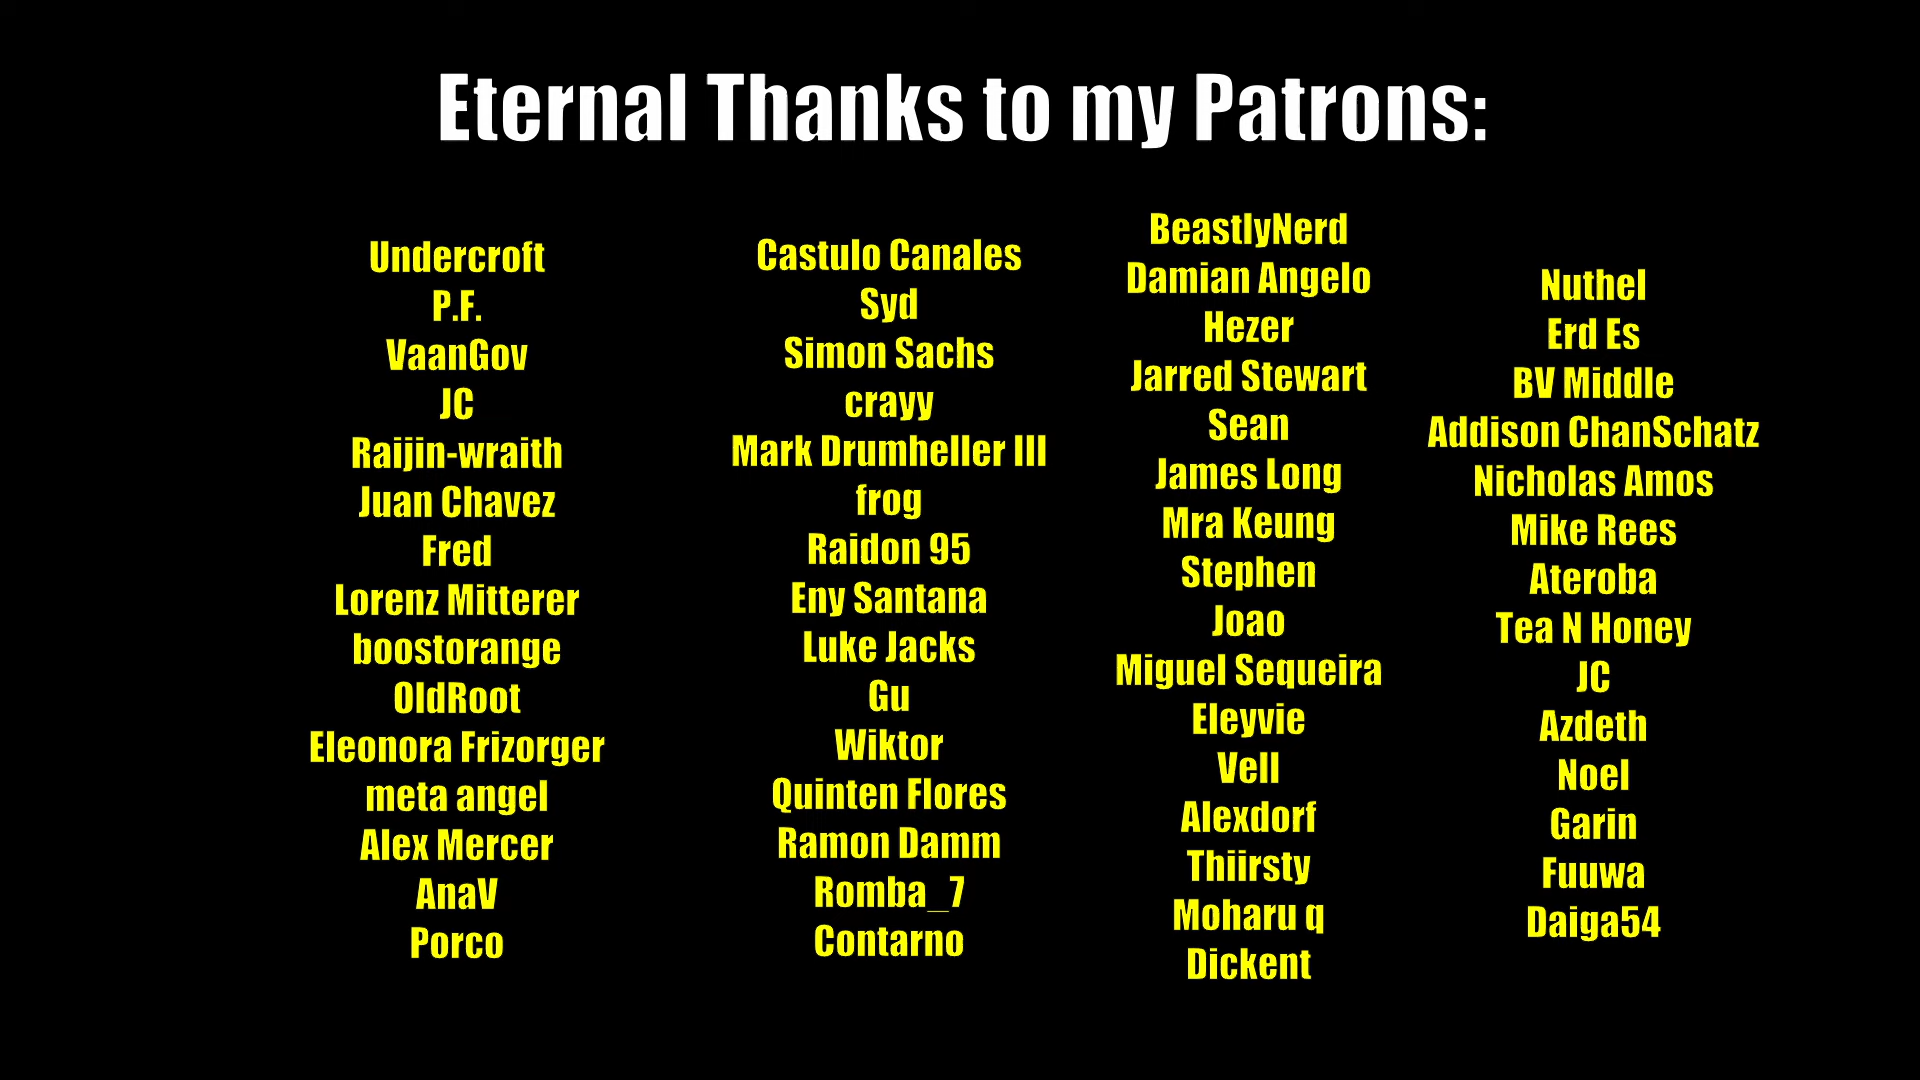 Eternal Thanks to my Patrons:
Undercroft
P.F.
VaanGov
JC
Raijin-wraith
Juan Chavez
Fred
Lorenz Mitterer
boostorange
OldRoot
Eleonora Frizorger
meta angel
Alex Mercer
AnaV
Porco
Castulo Canales
Syd
Simon Sachs
crayy
Mark Drumheller III
frog
Raidon 95
Eny Santana
Luke Jacks
Gu
Wiktor
Quinten Flores
Ramon Damm
Romba_7
Contarno
BeastlyNerd
Damian Angelo
Hezer
Jarred Stewart
Sean
James Long
Mra Keung
Stephen
Joao
Miguel Sequeira
Eleyvie
Vell
Alexdorf
Thiirsty
Moharu q
Dickent
Nuthel
Erd Es
BV Middle
Addison ChanSchatz
Nicholas Amos
Mike Rees
Ateroba
Tea N Honey
JC
Azdeth
Noel
Garin
Fuuwa
Daiga54